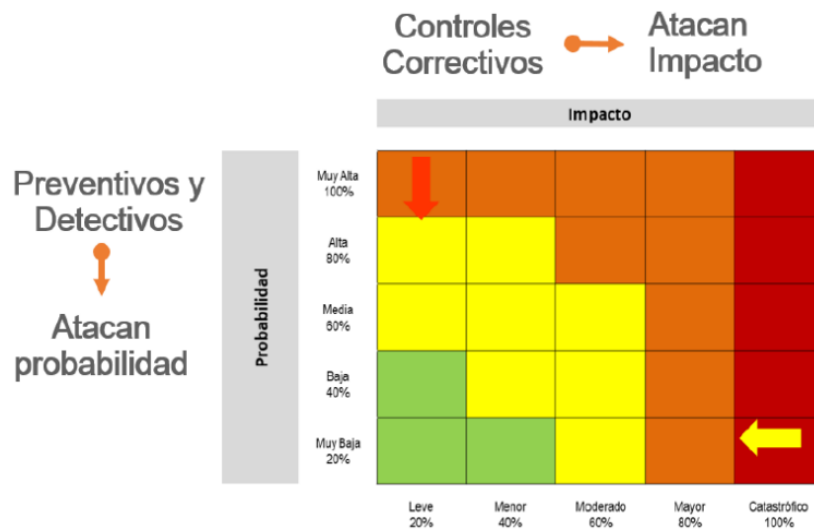 Controles
Correctivos
Atacan
Impacto
Impacto
Preventivos y
Detectivos
Atacan
probabilidad
Probabilidad
Muy Alta
100%
Alta
80%
Media
60%
Baja
40%
Muy Baja
20%
Leve
20%
Menor
40%
Moderado
60%
Mayor
80%
Catastrófico
100%